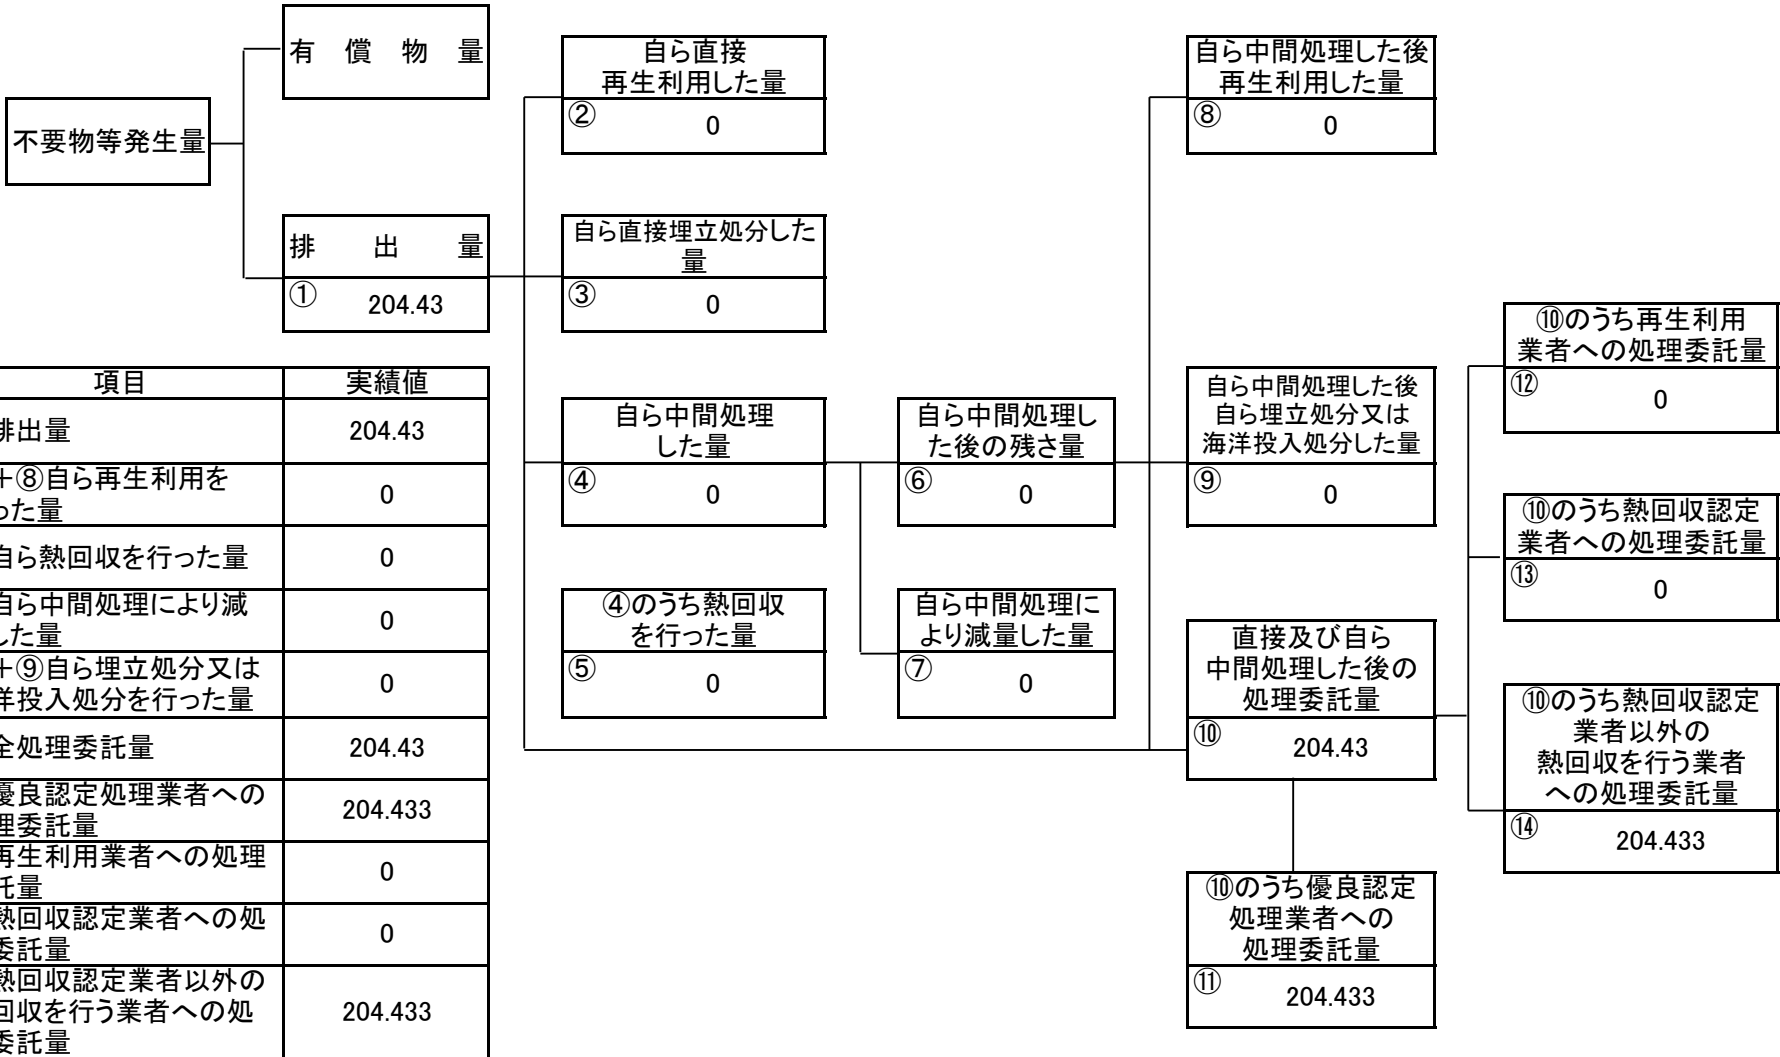 有償物量
不要物等発生量
排出量
①
204.43
自ら直接
再生利用した量
②
0
自ら直接埋立処分した
量
③
0
自ら中間処理
した量
④
0
④のうち熱回収
を行った量
⑤
0
自ら中間処理し
た後の残さ量
⑥
0
自ら中間処理に
より減量した量
⑦
0
自ら中間処理した後
再生利用した量
⑧
0
自ら中間処理した後
自ら埋立処分又は
海洋投入処分した量
⑨
0
直接及び自ら
中間処理した後の
処理委託量
⑩
204.43
⑩のうち優良認定
処理業者への
処理委託量
⑪
204.433
⑩のうち再生利用
業者への処理委託量
⑫
0
⑩のうち熱回収認定
業者への処理委託量
⑬
0
⑩のうち熱回収認定
業者以外の
熱回収を行う業者
への処理委託量
⑭
204.433
項目
実績値
排出量
204.43
+⑧自ら再生利用を
った量
0
自ら熱回収を行った量
0
自ら中間処理により減
した量
0
+⑨自ら埋立処分又は
洋投入処分を行った量
0
全処理委託量
204.43
優良認定処理業者への
理委託量
204.433
再生利用業者への処理
託量
0
熱回収認定業者への処
委託量
0
熱回収認定業者以外の
回収を行う業者への処
委託量
204.433